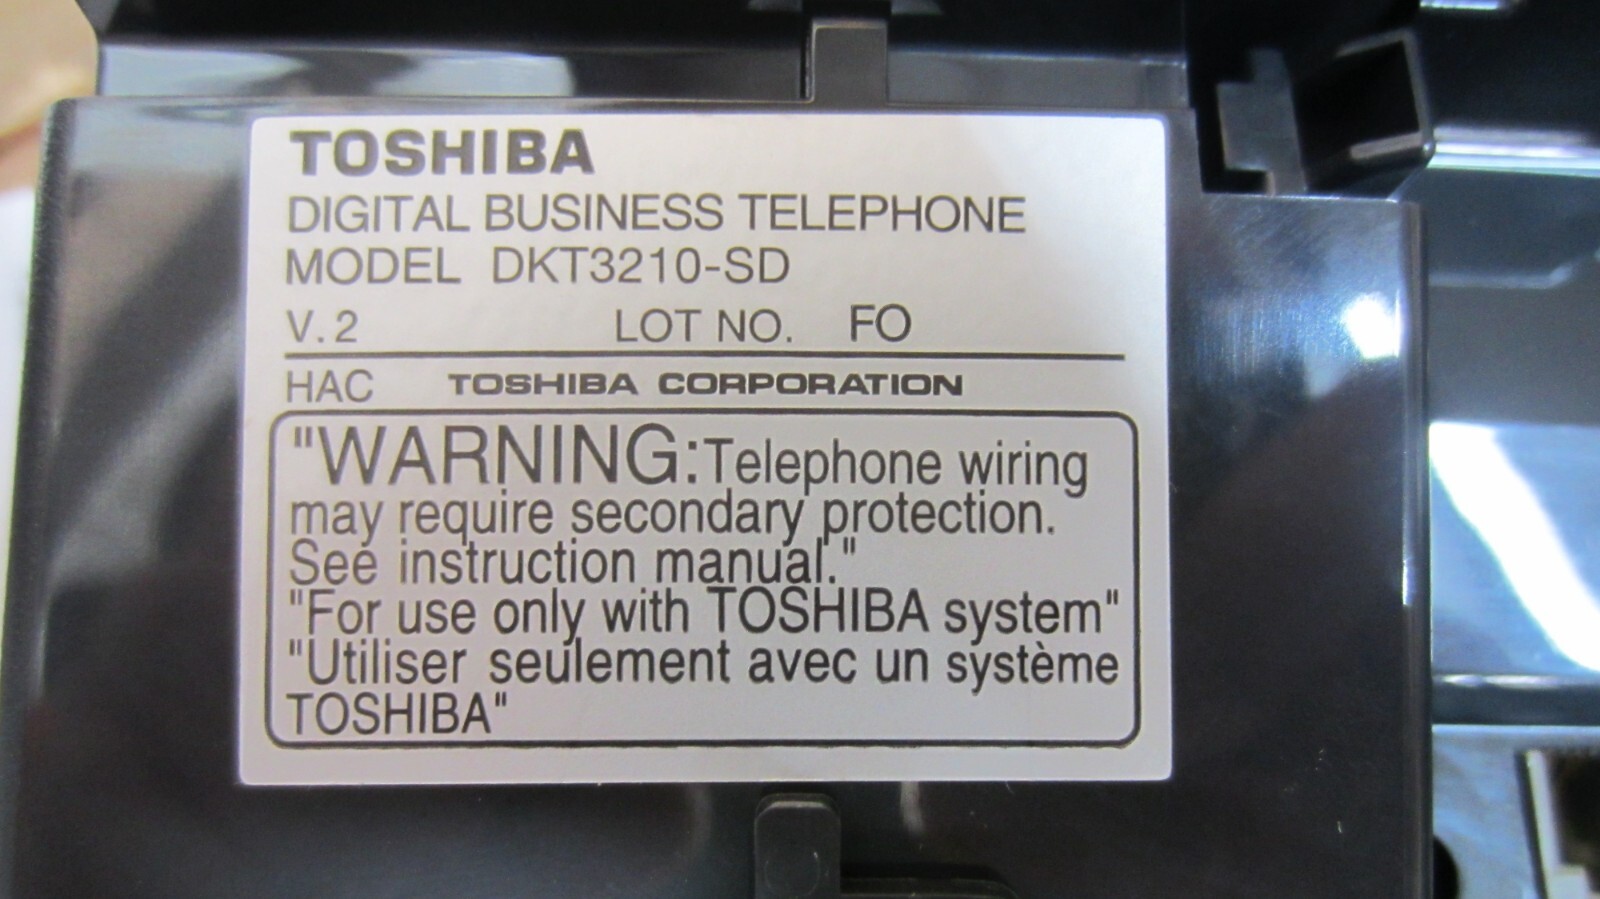 TOSHIBA
DIGITAL BUSINESS TELEPHONE
MODEL DKT3210-SD
V.2 LOT NO. FO
HAC TOSHIBA CORPORATION
"WARNING:Telephone wiring
may require secondary protection.
See instruction manual."
"For use only with TOSHIBA system"
"Utiliser seulement avec un système
TOSHIBA"